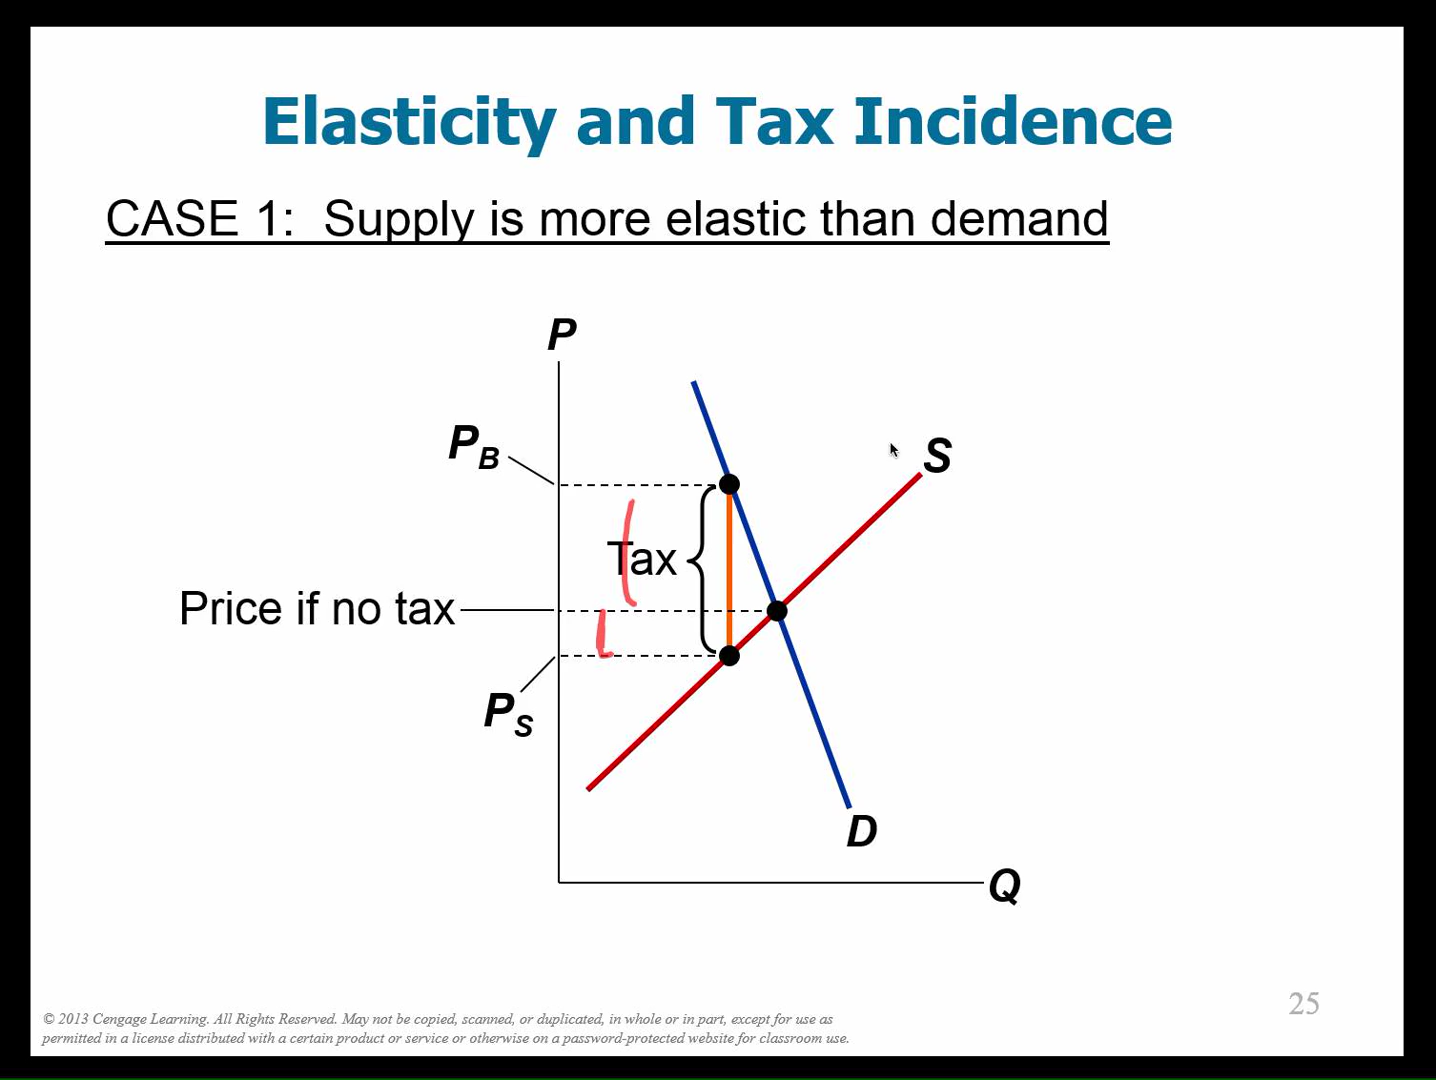 Elasticity and Tax Incidence
CASE 1: Supply is more elastic than demand
P
PB
S
Tax
Price if no tax
PS
D
Q
25
© 2013 Cengage Learning. All Rights Reserved. May not be copied, scanned, or duplicated, in whole or in part, except for use as
permitted in a license distributed with a certain product or service or otherwise on a password-protected website for classroom use.